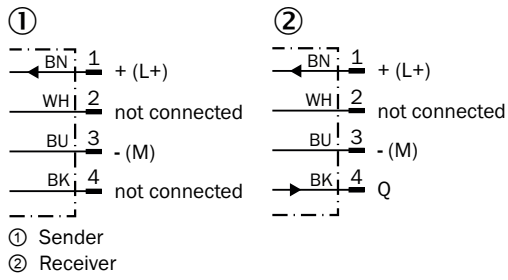 ① ②
BN 1 + (L+) BN 1 + (L+)
WH 2 not connected WH 2 not connected
BU 3 - (M) BU 3 - (M)
BK 4 not connected BK 4 Q
① Sender
② Receiver